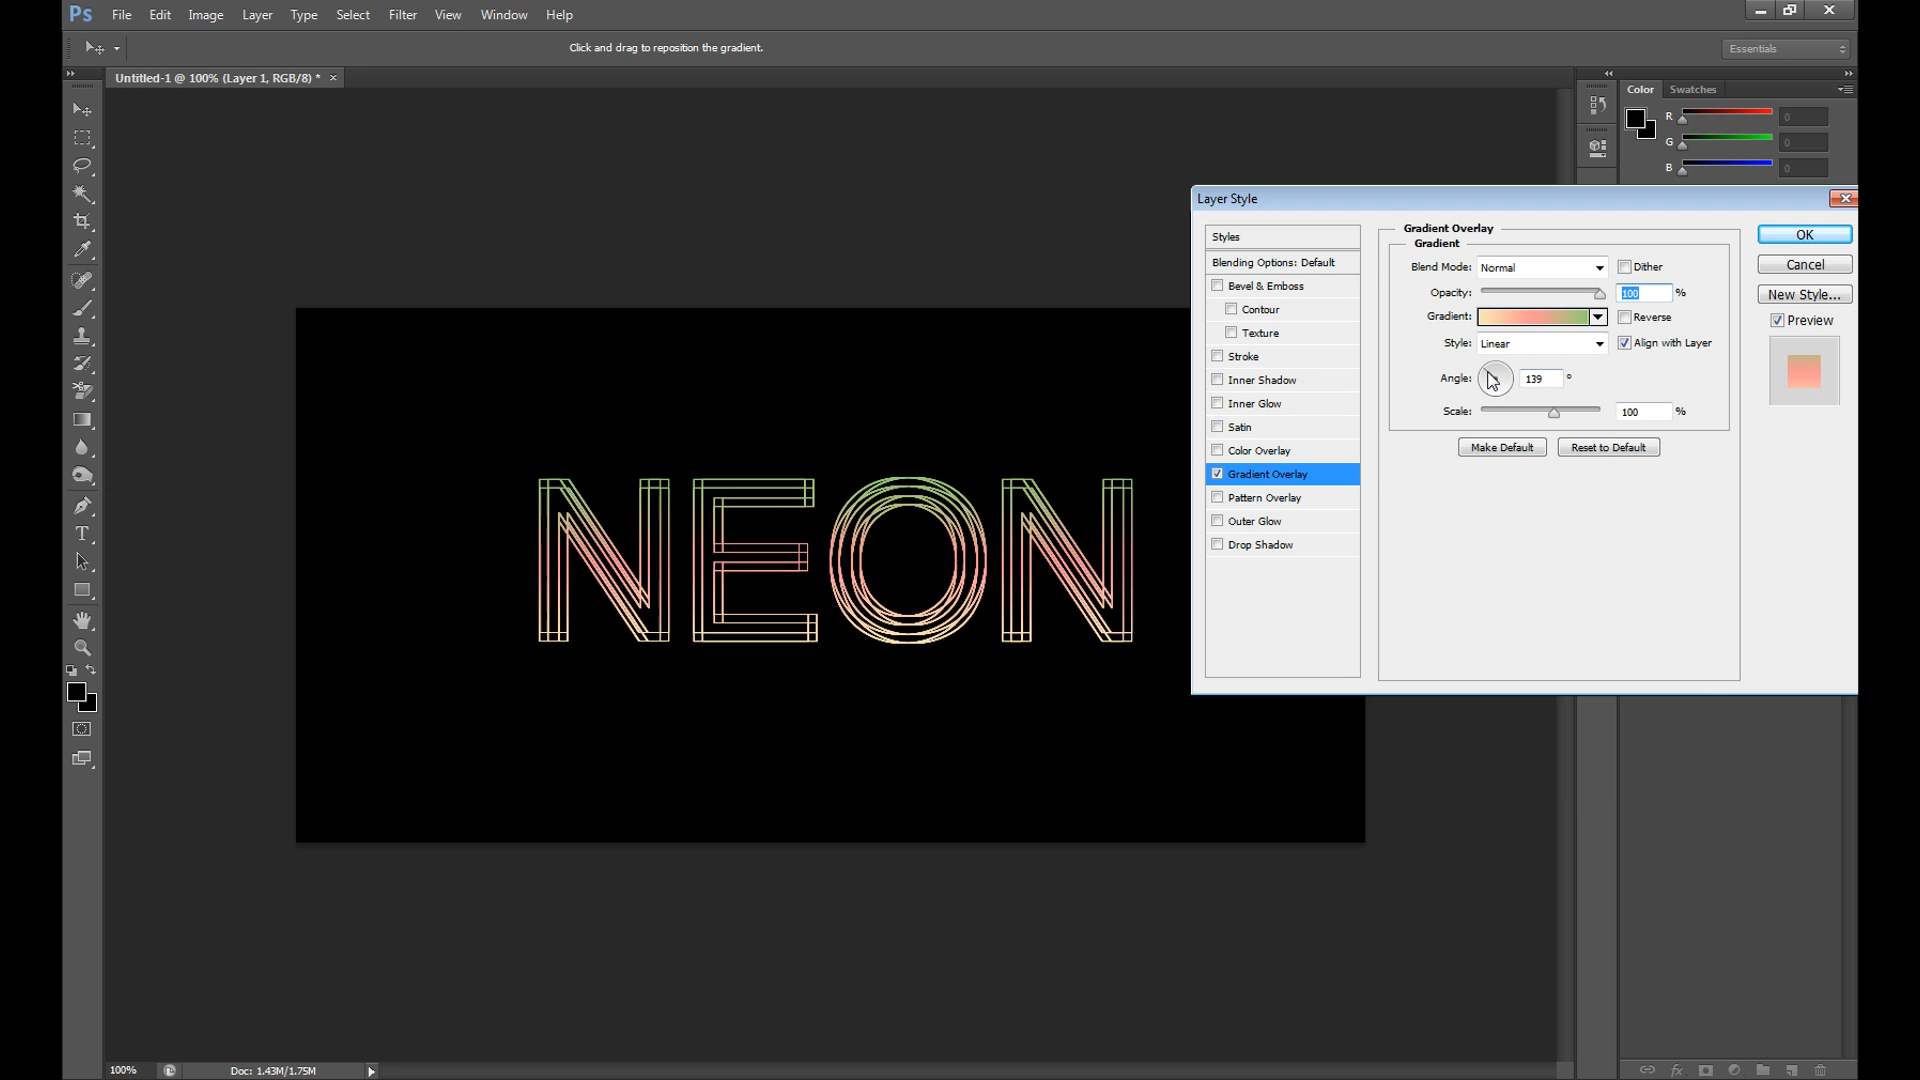 Ps File Edit Image Layer Type Select Filter View Window Help
Click and drag to reposition the gradient.
Essentials
Untitled-1 @ 100% (Layer 1, RGB/8) * ×
Color Swatches
R 0
G 0
B 0
Layer Style
Styles
Blending Options: Default
Bevel & Emboss
Contour
Texture
Stroke
Inner Shadow
Inner Glow
Satin
Color Overlay
Gradient Overlay
Pattern Overlay
Outer Glow
Drop Shadow
Gradient Overlay
Gradient
Blend Mode: Normal Dither
Opacity: 100 %
Gradient: Reverse
Style: Linear Align with Layer
Angle: 139 °
Scale: 100 %
Make Default Reset to Default
OK
Cancel
New Style...
Preview
NEON
T
100% Doc: 1.43M/1.75M
fx